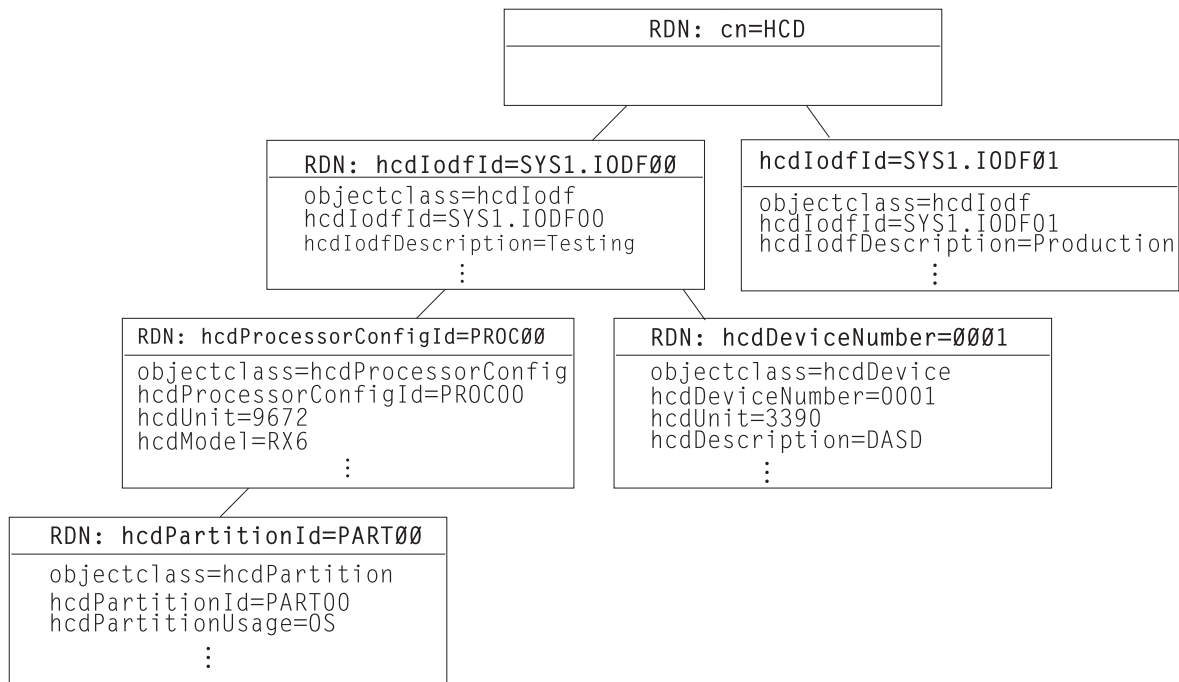 RDN: cn=HCD
RDN: hcdIodfId=SYS1.IODF00
objectclass=hcdIodf
hcdIodfId=SYS1.IODF00
hcdIodfDescription=Testing
hcdIodfId=SYS1.IODF01
objectclass=hcdIodf
hcdIodfId=SYS1.IODF01
hcdIodfDescription=Production
RDN: hcdProcessorConfigId=PROC00
objectclass=hcdProcessorConfig
hcdProcessorConfigId=PROC00
hcdUnit=9672
hcdModel=RX6
RDN: hcdDeviceNumber=0001
objectclass=hcdDevice
hcdDeviceNumber=0001
hcdUnit=3390
hcdDescription=DASD
RDN: hcdPartitionId=PART00
objectclass=hcdPartition
hcdPartitionId=PART00
hcdPartitionUsage=OS